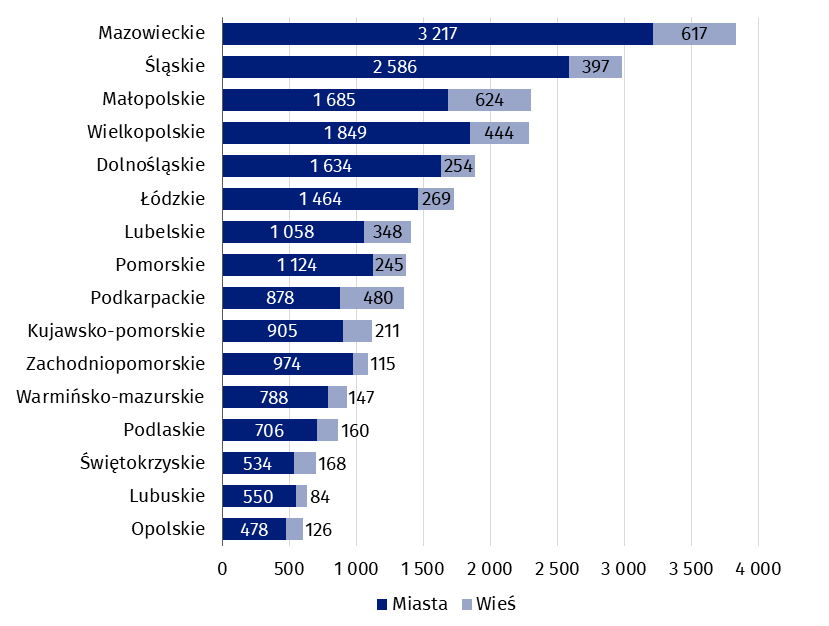 Mazowieckie 3 217 617
Śląskie 2 586 397
Małopolskie 1 685 624
Wielkopolskie 1 849 444
Dolnośląskie 1 634 254
Łódzkie 1 464 269
Lubelskie 1 058 348
Pomorskie 1 124 245
Podkarpackie 878 480
Kujawsko-pomorskie 905 211
Zachodniopomorskie 974 115
Warmińsko-mazurskie 788 147
Podlaskie 706 160
Świętokrzyskie 534 168
Lubuskie 550 84
Opolskie 478 126
0 500 1 000 1 500 2 000 2 500 3 000 3 500 4 000
Miasta Wieś